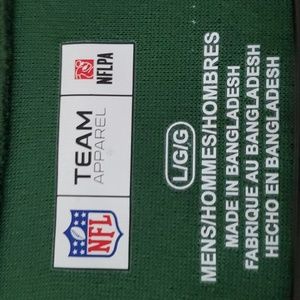 NFL
TEAM
APPAREL
NFLPA
L/G/G
MENS/HOMMES/HOMBRES
MADE IN BANGLADESH
FABRIQUE AU BANGLADESH
HECHO EN BANGLADESH